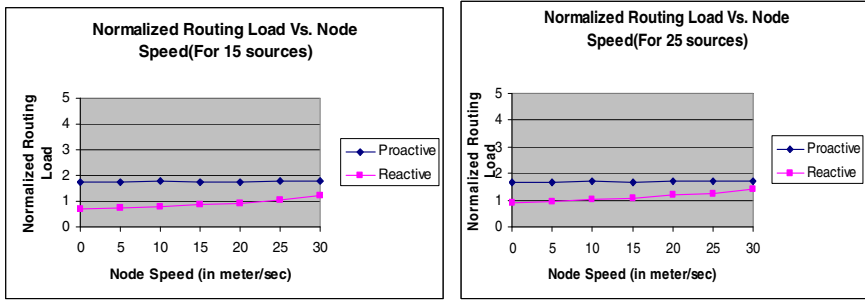 Normalized Routing Load Vs. Node
Speed(For 15 sources)
Normalized Routing
Load
5
4
3
2
1
0
0 5 10 15 20 25 30
Node Speed (in meter/sec)
Proactive
Reactive
Normalized Routing Load Vs. Node
Speed(For 25 sources)
Normalized Routing
Load
5
4
3
2
1
0
0 5 10 15 20 25 30
Node Speed (in meter/sec)
Proactive
Reactive